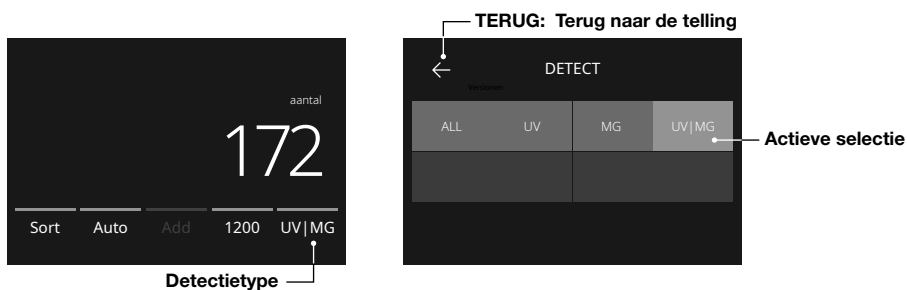 TERUG: Terug naar de telling
DETECT
Versionen
aantal
172
ALL UV MG UV|MG
Actieve selectie
Sort Auto Add 1200 UV|MG
Detectietype